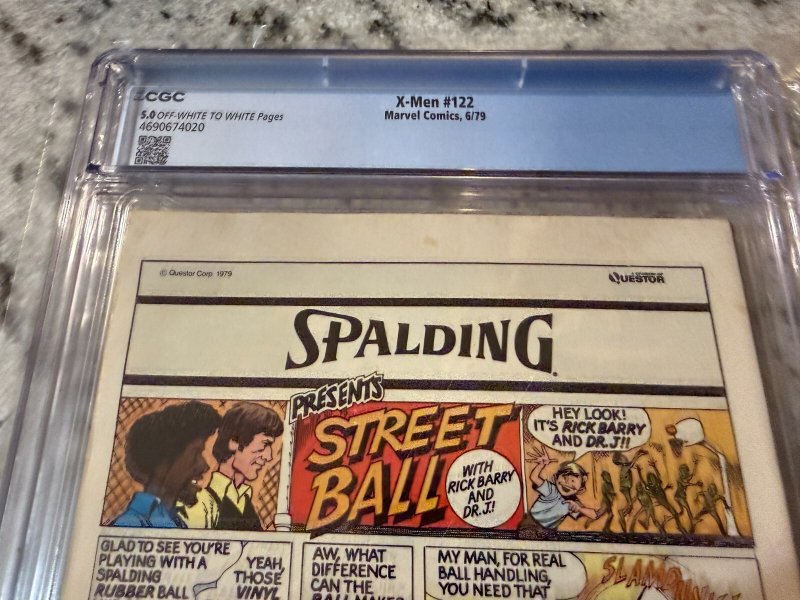 CGC
X-Men #122
5.0 OFF-WHITE TO WHITE Pages
Marvel Comics, 6/79
4690674020
© Questor Corp. 1979
QUESTOR
SPALDING
PRESENTS
STREET
BALL
WITH
RICK BARRY
AND
DR.J!
HEY LOOK!
IT'S RICK BARRY
AND DR.J!!
GLAD TO SEE YOU'RE
PLAYING WITH A
SPALDING
RUBBER BALL
YEAH,
THOSE
VINYL
AW, WHAT
DIFFERENCE
CAN THE
BALL MAKE?
MY MAN, FOR REAL
BALL HANDLING,
YOU NEED THAT
SLAM